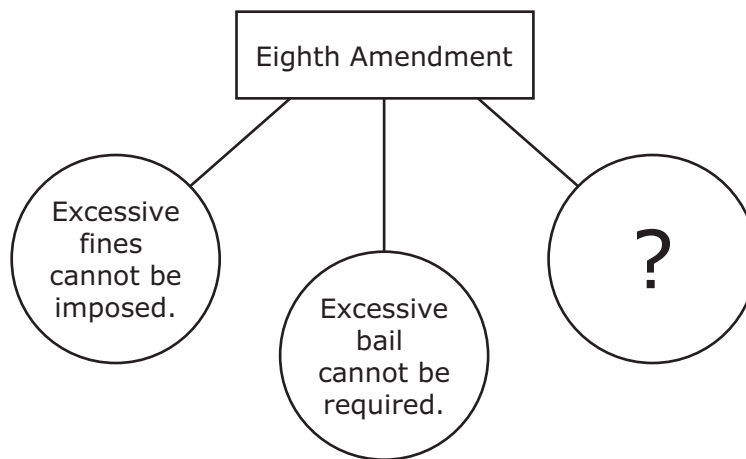 Eighth Amendment
Excessive
fines
cannot be
imposed.
Excessive
bail
cannot be
required.
?